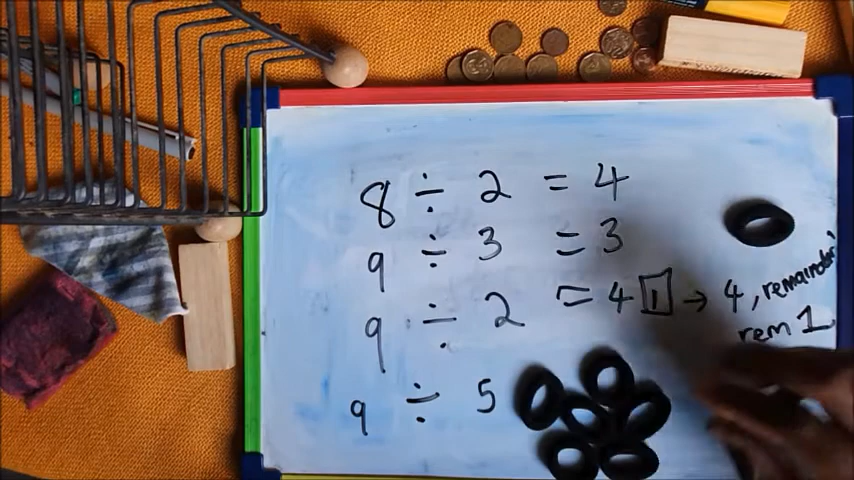 8 ÷ 2 = 4
9 ÷ 3 = 3
9 ÷ 2 = 4 1 → 4, remainder
rem 1
9 ÷ 5